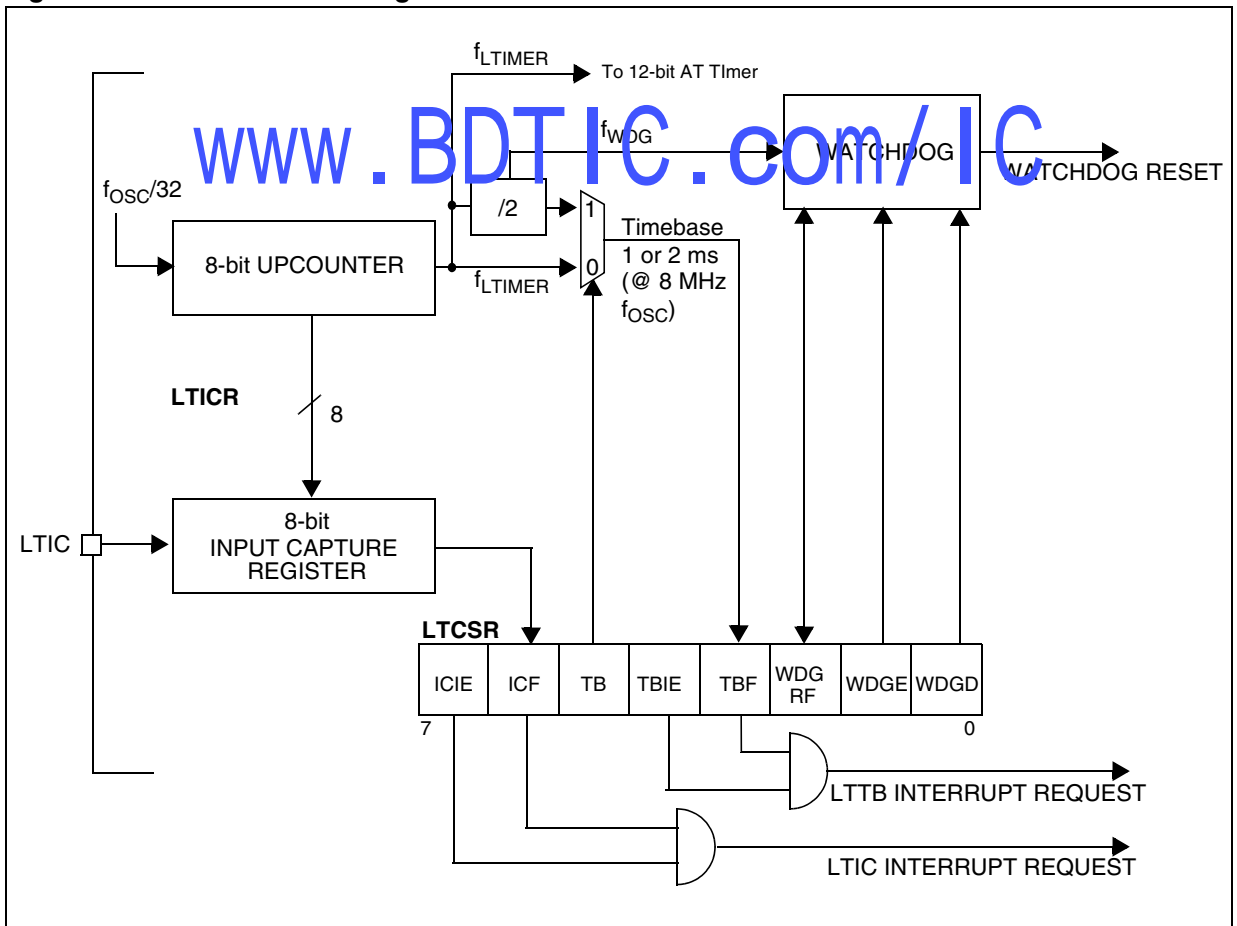 fLTIMER
To 12-bit AT TImer
www.BDTIC.com/IC
fWDG
WATCHDOG
WATCHDOG RESET
fOSC/32
/2
1
Timebase
1 or 2 ms
(@ 8 MHz
fOSC)
8-bit UPCOUNTER
0
fLTIMER
LTICR
8
8-bit
INPUT CAPTURE
REGISTER
LTIC
LTCSR
ICIE ICF TB TBIE TBF WDG RF WDGE WDGD
7 0
LTTB INTERRUPT REQUEST
LTIC INTERRUPT REQUEST